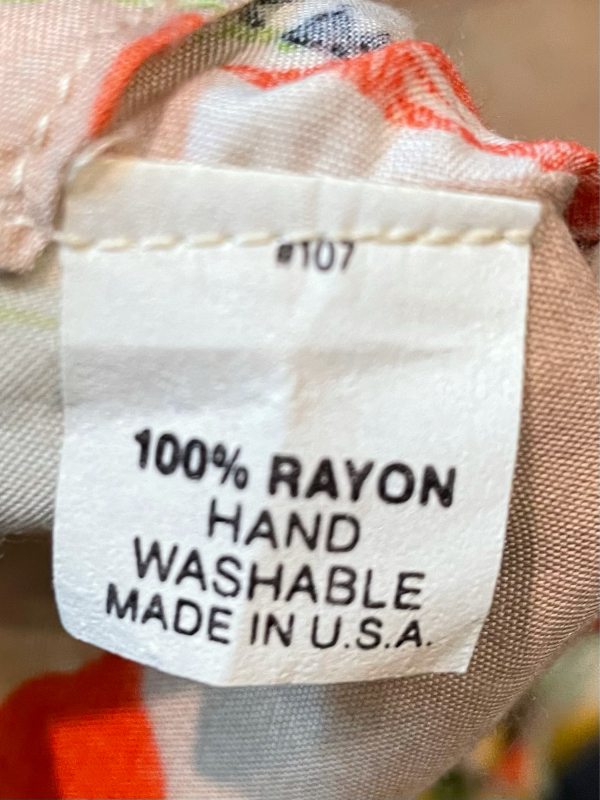 #107
100% RAYON
HAND
WASHABLE
MADE IN U.S.A.